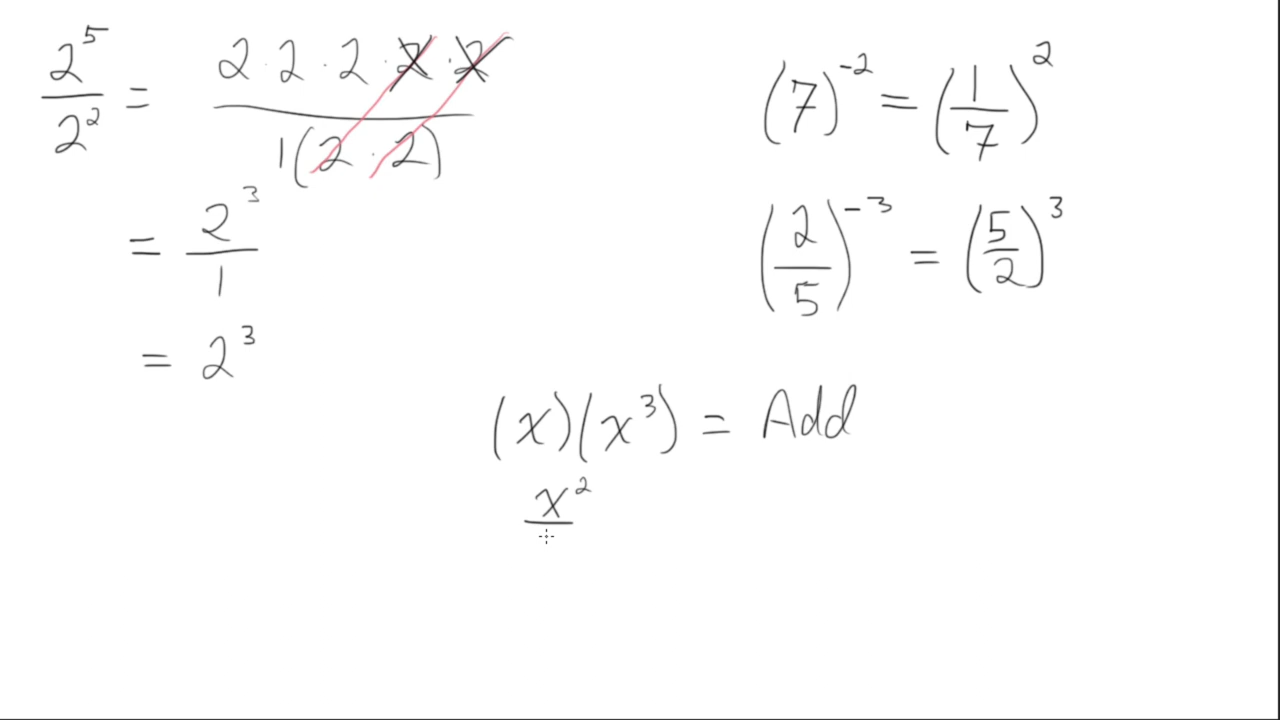 2^5 / 2^2 = 2 · 2 · 2 · 2 · 2 / 1(2 · 2)
= 2^3 / 1
= 2^3
(7)^-2 = (1/7)^2
(2/5)^-3 = (5/2)^3
(x)(x^3) = Add
x^2